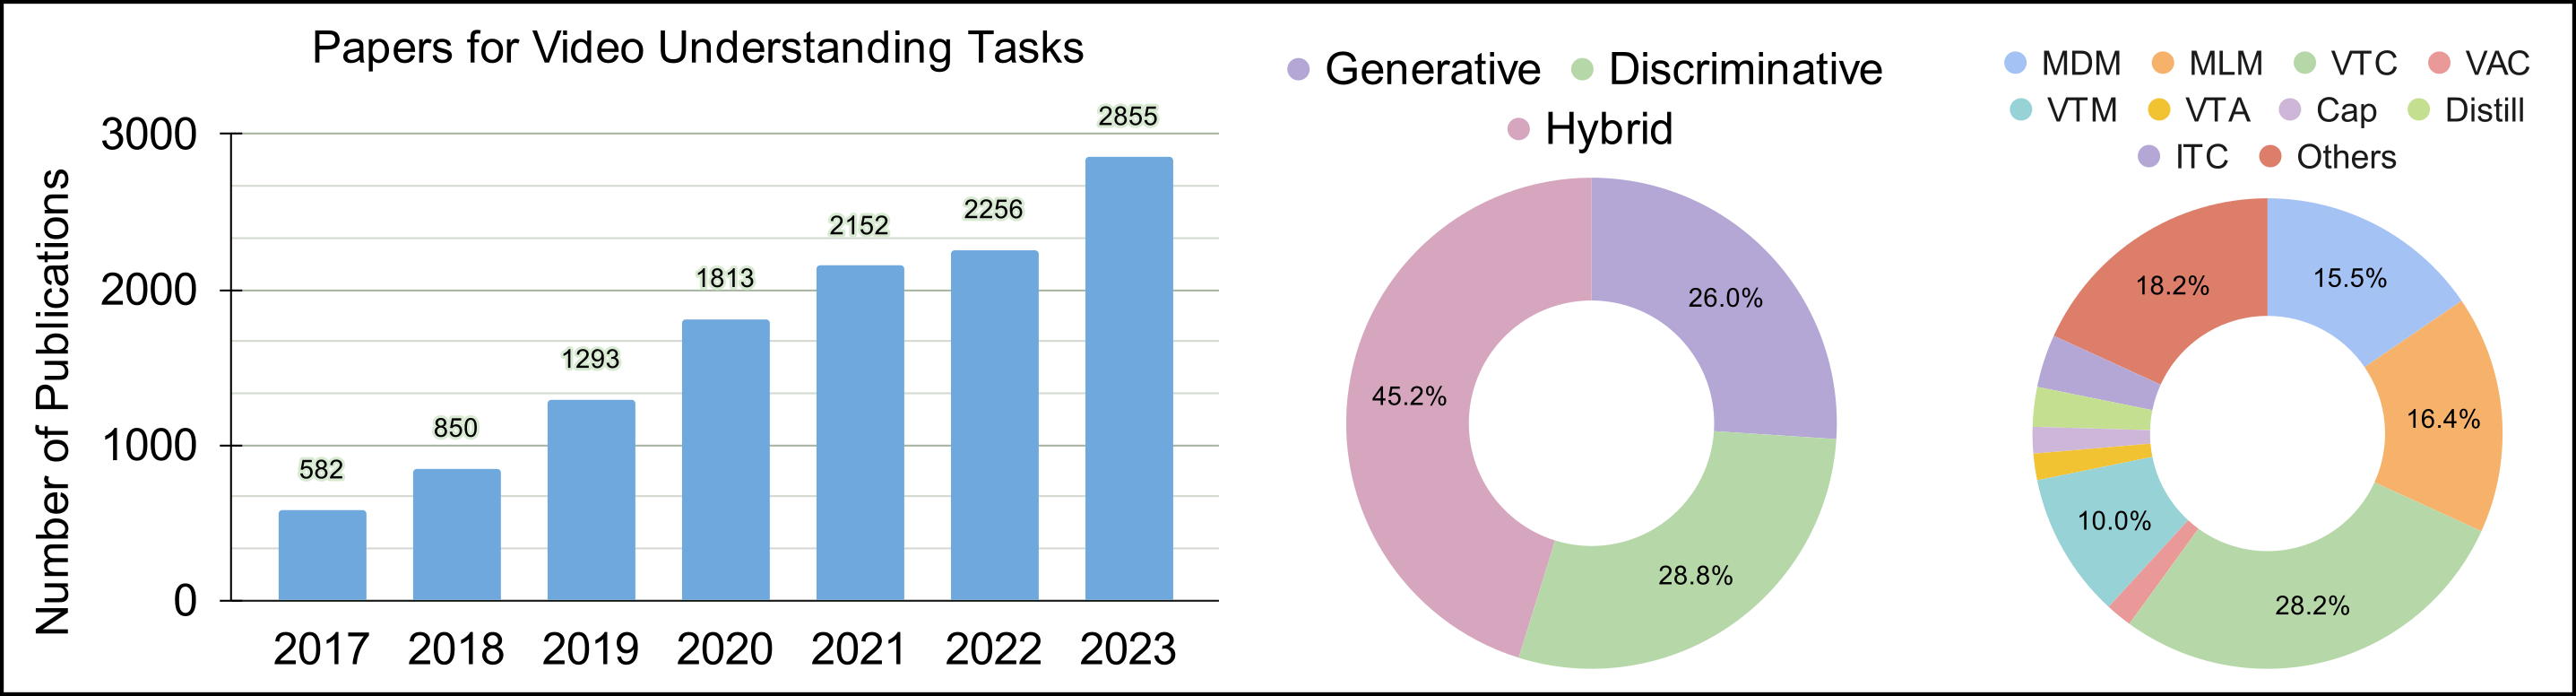 Papers for Video Understanding Tasks
Number of Publications
3000
2000
1000
0
582
850
1293
1813
2152
2256
2855
2017 2018 2019 2020 2021 2022 2023
Generative Discriminative
Hybrid
26.0%
45.2%
28.8%
MDM MLM VTC VAC
VTM VTA Cap Distill
ITC Others
18.2% 15.5%
16.4%
10.0%
28.2%